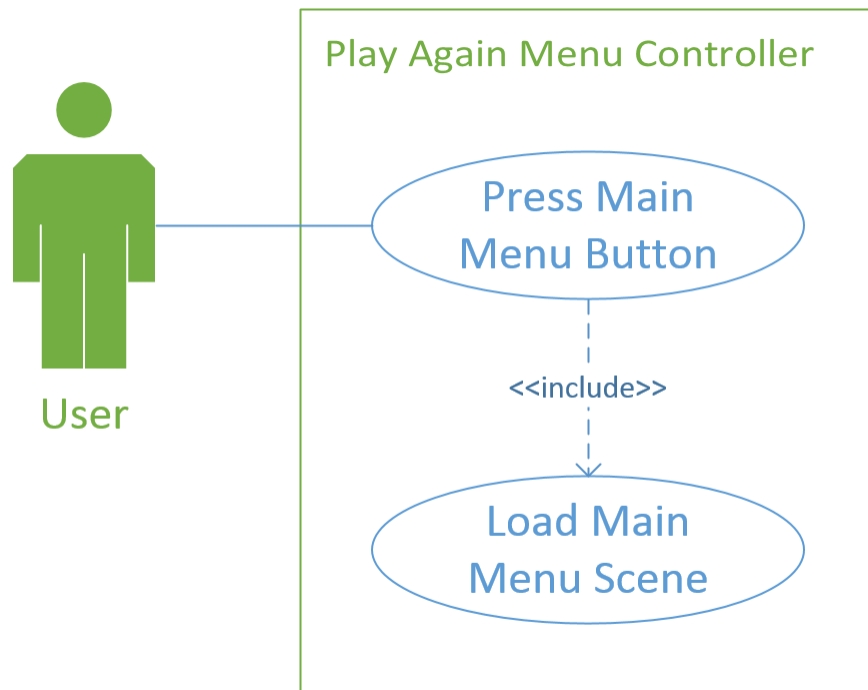 Play Again Menu Controller
Press Main
Menu Button
<<include>>
User
Load Main
Menu Scene